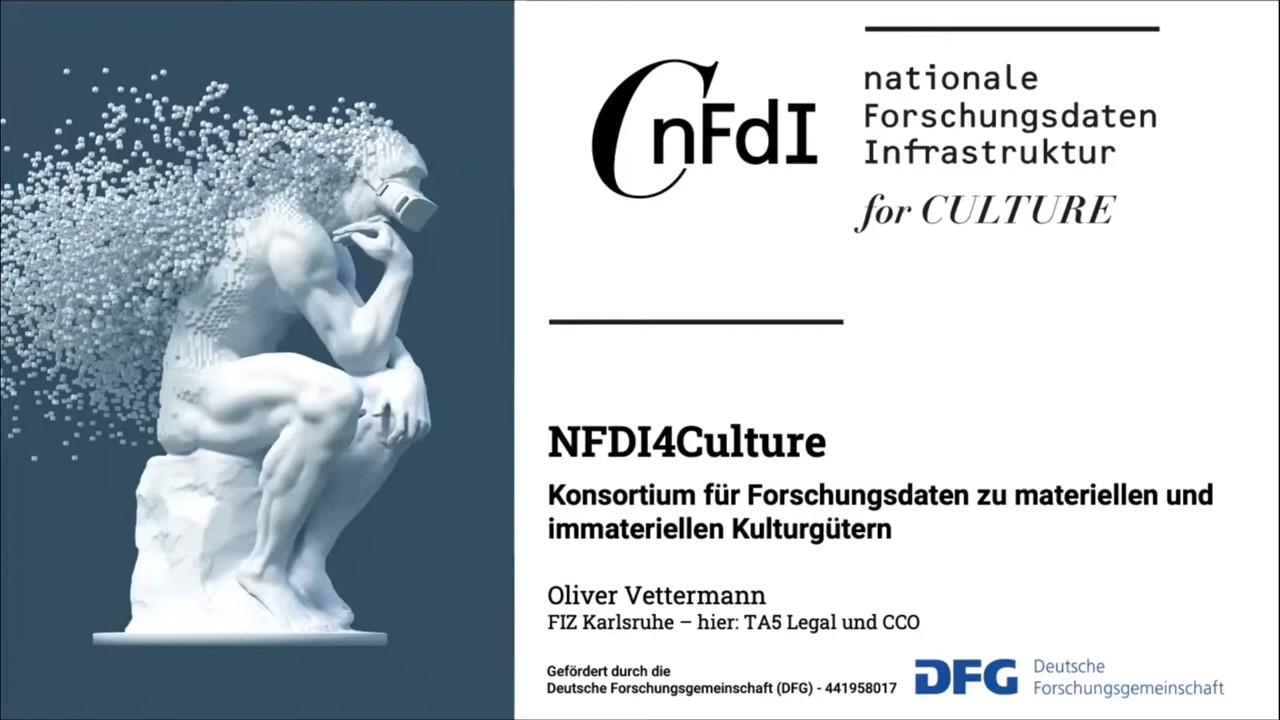 CnFdI
nationale
Forschungsdaten
Infrastruktur
for CULTURE
NFDI4Culture
Konsortium für Forschungsdaten zu materiellen und
immateriellen Kulturgütern
Oliver Vettermann
FIZ Karlsruhe – hier: TA5 Legal und CCO
Gefördert durch die
Deutsche Forschungsgemeinschaft (DFG) - 441958017
DFG
Deutsche
Forschungsgemeinschaft